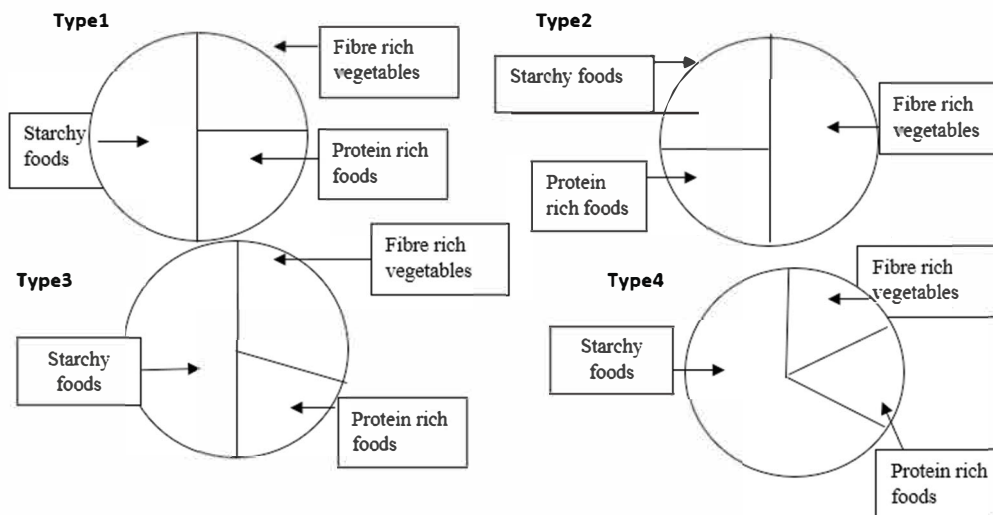 Type1
Fibre rich
vegetables
Starchy
foods
Protein rich
foods
Type2
Starchy foods
Fibre rich
vegetables
Protein
rich foods
Type3
Fibre rich
vegetables
Starchy
foods
Protein rich
foods
Type4
Fibre rich
vegetables
Starchy
foods
Protein rich
foods